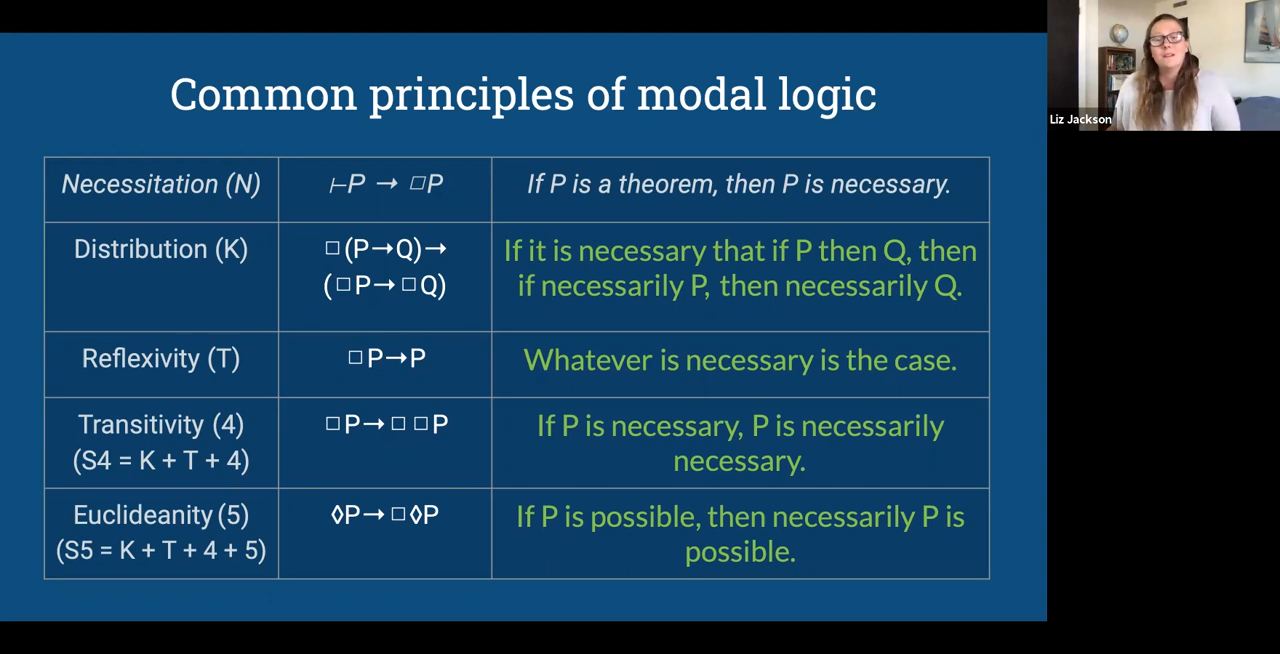 Common principles of modal logic
Liz Jackson
Necessitation (N)
⊢P → □P
If P is a theorem, then P is necessary.
Distribution (K)
□(P→Q)→
(□P→□Q)
If it is necessary that if P then Q, then
if necessarily P, then necessarily Q.
Reflexivity (T)
□P→P
Whatever is necessary is the case.
Transitivity (4)
(S4 = K + T + 4)
□P→□ □P
If P is necessary, P is necessarily
necessary.
Euclideanity (5)
(S5 = K + T + 4 + 5)
◊P→□◊P
If P is possible, then necessarily P is
possible.